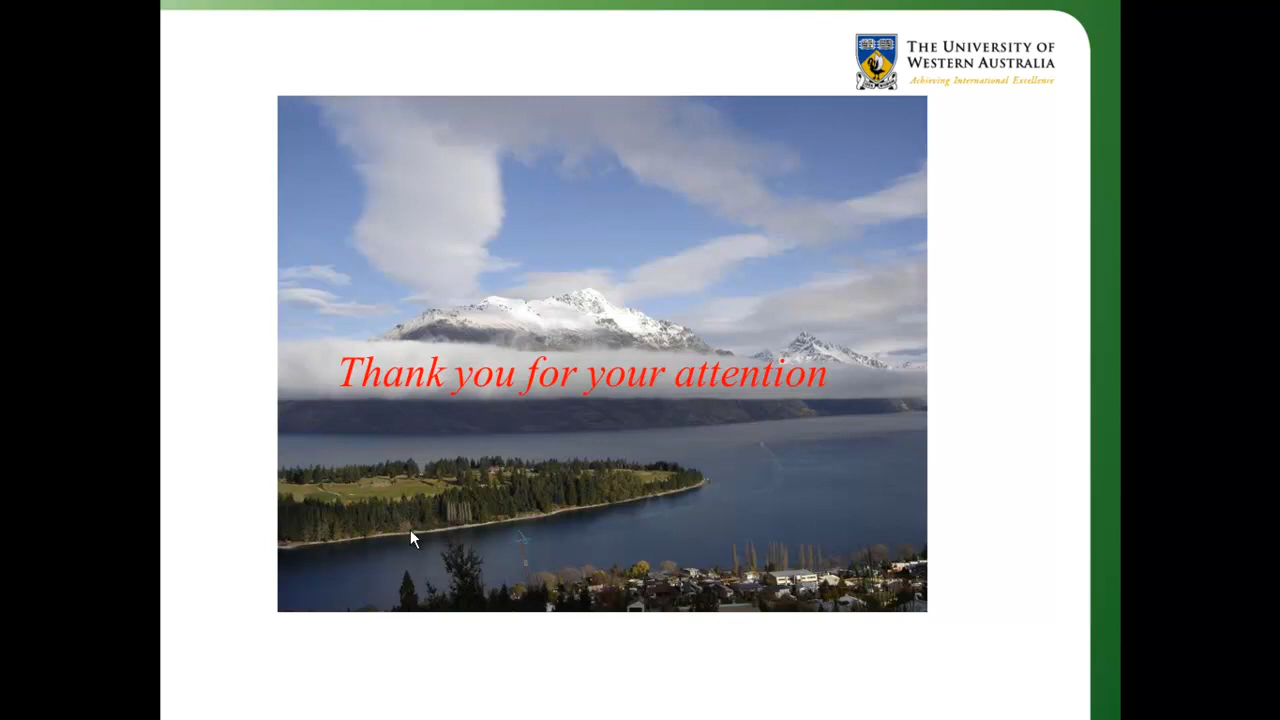 THE UNIVERSITY OF
WESTERN AUSTRALIA
Achieving International Excellence
Thank you for your attention